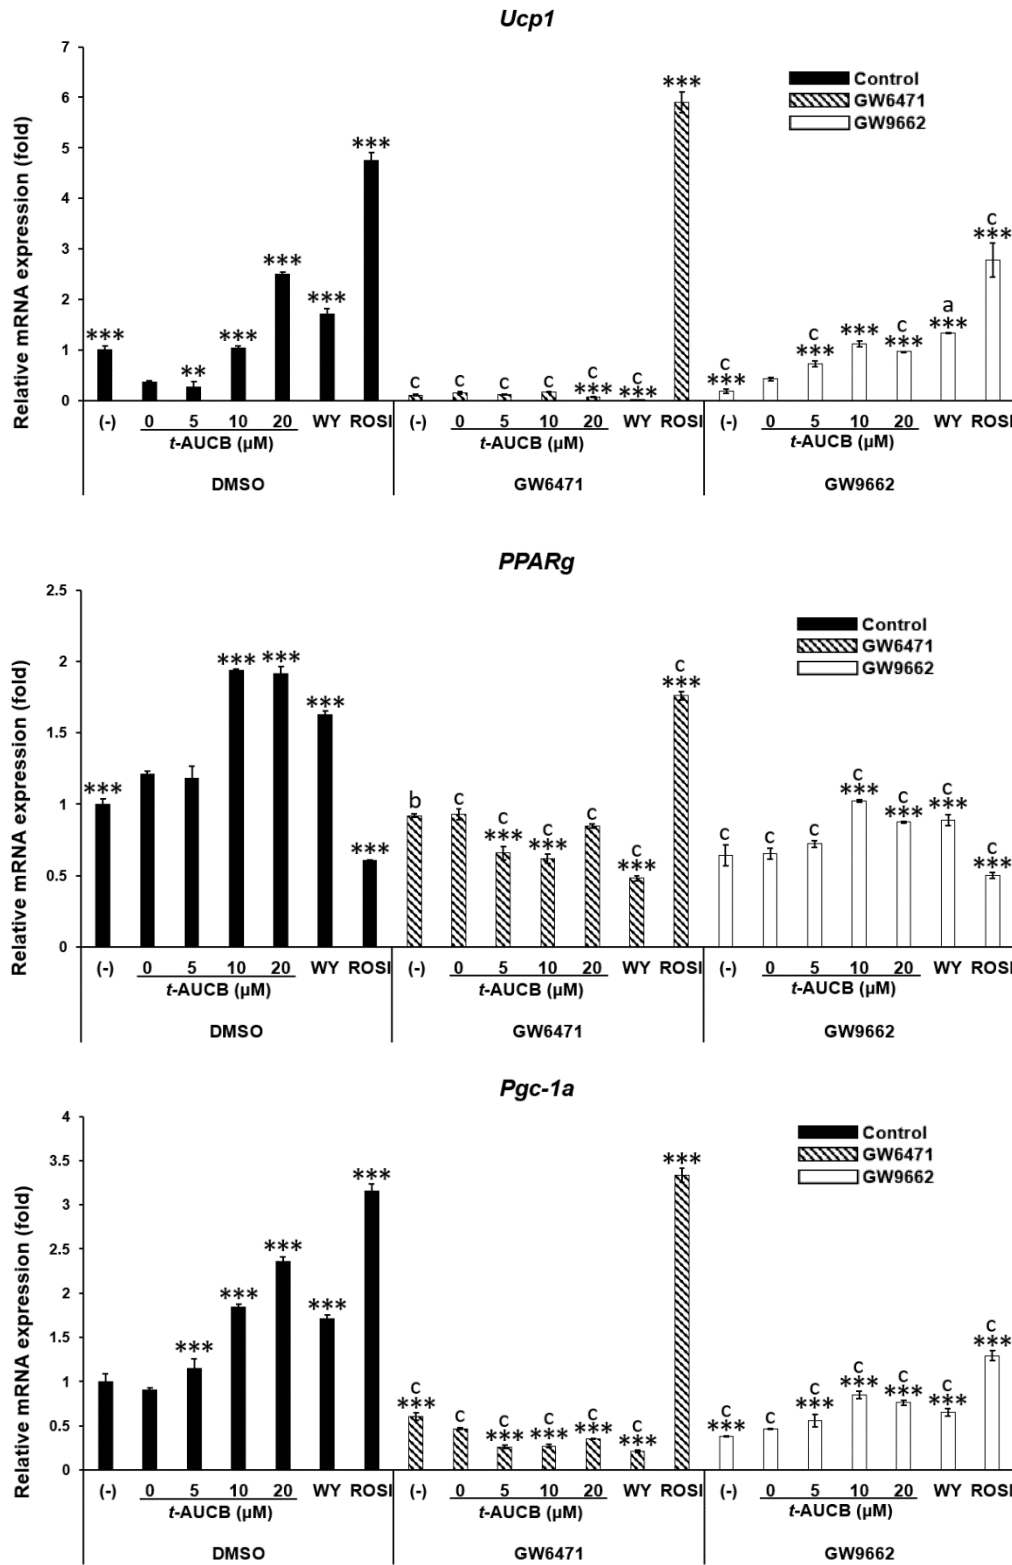 Ucp1
Relative mRNA expression (fold)
7
6
5
4
3
2
1
0
Control
GW6471
GW9662
*** ** *** *** *** ***
c c c c c *** c *** ***
c *** c *** *** c *** a *** c ***
(-) 0 5 10 20 WY ROSI (-) 0 5 10 20 WY ROSI (-) 0 5 10 20 WY ROSI
t-AUCB (µM) t-AUCB (µM) t-AUCB (µM)
DMSO GW6471 GW9662
PPARg
Relative mRNA expression (fold)
2.5
2
1.5
1
0.5
0
Control
GW6471
GW9662
*** *** *** *** ***
b c c *** c *** c c *** c ***
c c c c *** c *** c *** c ***
(-) 0 5 10 20 WY ROSI (-) 0 5 10 20 WY ROSI (-) 0 5 10 20 WY ROSI
t-AUCB (µM) t-AUCB (µM) t-AUCB (µM)
DMSO GW6471 GW9662
Pgc-1a
Relative mRNA expression (fold)
4
3.5
3
2.5
2
1.5
1
0.5
0
Control
GW6471
GW9662
*** *** *** *** ***
c *** c c *** c *** c *** c *** ***
c *** c c *** c *** c *** c *** c ***
(-) 0 5 10 20 WY ROSI (-) 0 5 10 20 WY ROSI (-) 0 5 10 20 WY ROSI
t-AUCB (µM) t-AUCB (µM) t-AUCB (µM)
DMSO GW6471 GW9662